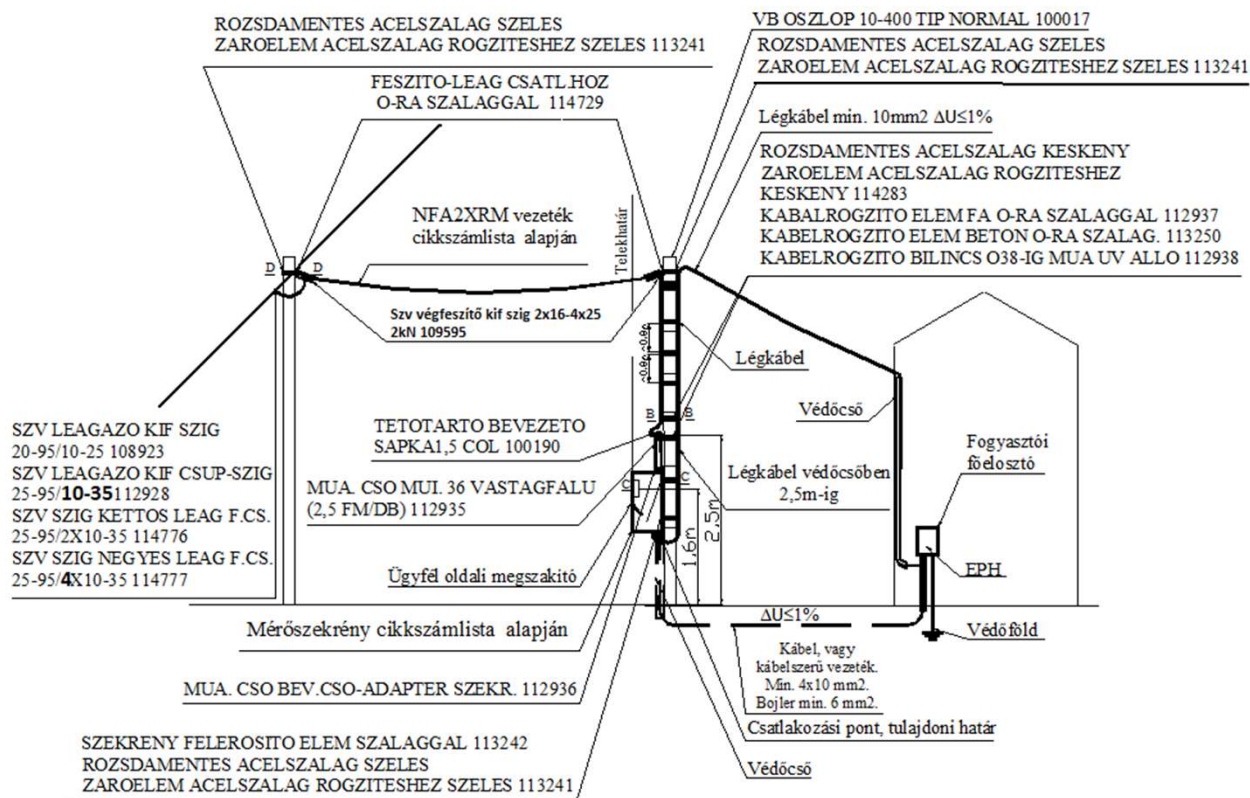 ROZSDAMENTES ACELSZALAG SZELES
ZAROELEM ACELSZALAG ROGZITESHEZ SZELES 113241
FESZITO-LEAG CSATL.HOZ
O-RA SZALAGGAL 114729
VB OSZLOP 10-400 TIP NORMAL 100017
ROZSDAMENTES ACELSZALAG SZELES
ZAROELEM ACELSZALAG ROGZITESHEZ SZELES 113241
Légkábel min. 10mm2 ΔU≤1%
ROZSDAMENTES ACELSZALAG KESKENY
ZAROELEM ACELSZALAG ROGZITESHEZ
KESKENY 114283
KABALROGZITO ELEM FA O-RA SZALAGGAL 112937
KABELROGZITO ELEM BETON O-RA SZALAG. 113250
KABELROGZITO BILINCS O38-IG MUA UV ALLO 112938
NFA2XRM vezeték
cikkszámlista alapján
Telekhatár
D D
Szv végfeszítő kif szig 2x16-4x25
2kN 109595
~0.8
~0.8
Légkábel
B B
Védőcső
TETOTARTO BEVEZETO
SAPKA1,5 COL 100190
SZV LEAGAZO KIF SZIG
20-95/10-25 108923
SZV LEAGAZO KIF CSUP-SZIG
25-95/10-35 112928
SZV SZIG KETTOS LEAG F.CS.
25-95/2X10-35 114776
SZV SZIG NEGYES LEAG F.CS.
25-95/4X10-35 114777
Fogyasztói
főelosztó
Légkábel védőcsőben
2,5m-ig
MUA. CSO MUI. 36 VASTAGFALU
(2,5 FM/DB) 112935
C C
1,6m
2,5m
Ügyfél oldali megszakító
EPH
ΔU≤1%
Védőföld
Mérőszekrény cikkszámlista alapján
Kábel, vagy
kábelszerű vezeték.
Min. 4x10 mm2.
Bojler min. 6 mm2.
MUA. CSO BEV.CSO-ADAPTER SZEKR. 112936
Csatlakozási pont, tulajdoni határ
SZEKRENY FELEROSITO ELEM SZALAGGAL 113242
ROZSDAMENTES ACELSZALAG SZELES
ZAROELEM ACELSZALAG ROGZITESHEZ SZELES 113241
Védőcső